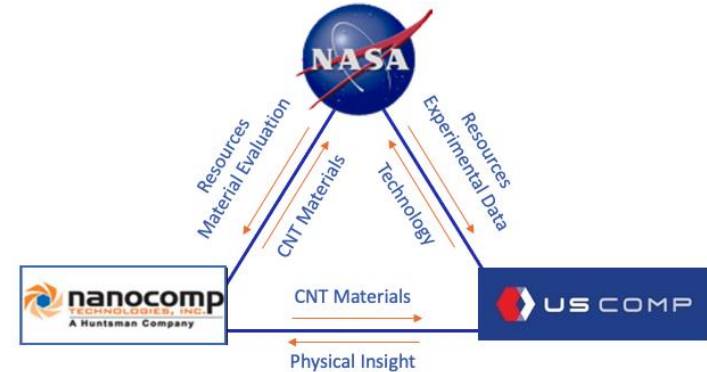 NASA
Resources
Material Evaluation
CNT Materials
Resources
Experimental Data
Technology
nanocomp
TECHNOLOGIES, INC.
A Huntsman Company
CNT Materials
US COMP
Physical Insight